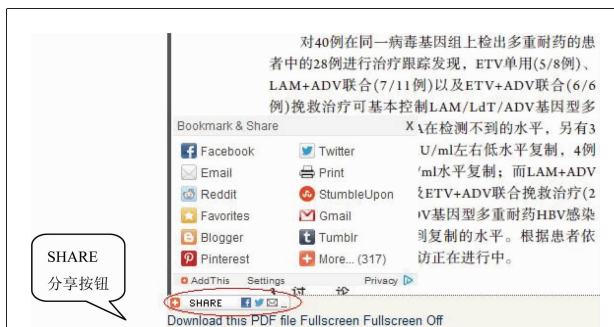 对40例在同一病毒基因组上检出多重耐药的患
者中的28例进行治疗跟踪发现，ETV单用(5/8例)、
LAM+ADV联合(7/11例)以及ETV+ADV联合(6/6
例)挽救治疗可基本控制LAM/LdT/ADV基因型多
Bookmark & Share X
A在检测不到的水平，另有3
U/ml左右低水平复制，4例
/ml水平复制；而LAM+ADV
及ETV+ADV联合挽救治疗(2
DV基因型多重耐药HBV感染
到复制的水平。根据患者依
访正在进行中。
Facebook Twitter
Email Print
Reddit StumbleUpon
Favorites Gmail
Blogger Tumblr
Pinterest More... (317)
AddThis Settings Privacy
3 讨 论
SHARE
Download this PDF file Fullscreen Fullscreen Off
SHARE
分享按钮